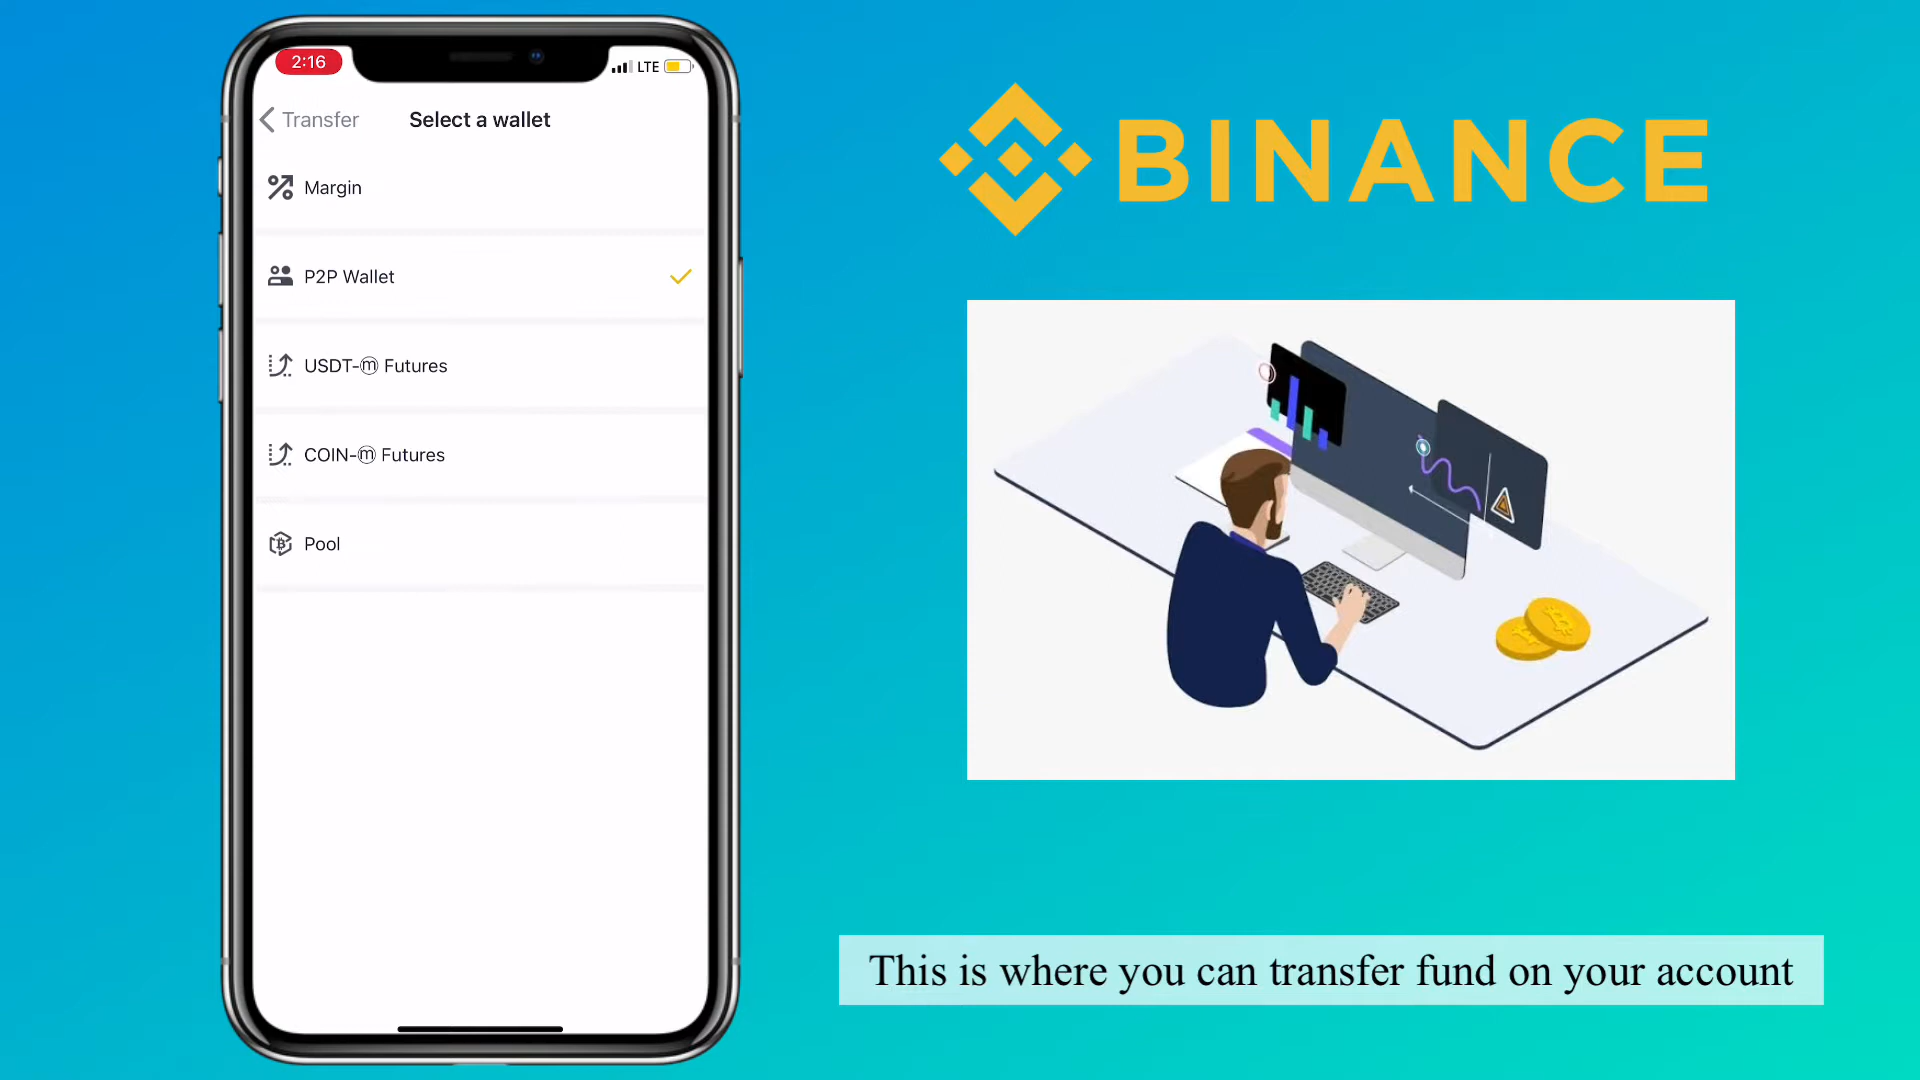 2:16
LTE
Transfer
Select a wallet
Margin
P2P Wallet
USDT-ⓜ Futures
COIN-ⓜ Futures
Pool
BINANCE
This is where you can transfer fund on your account